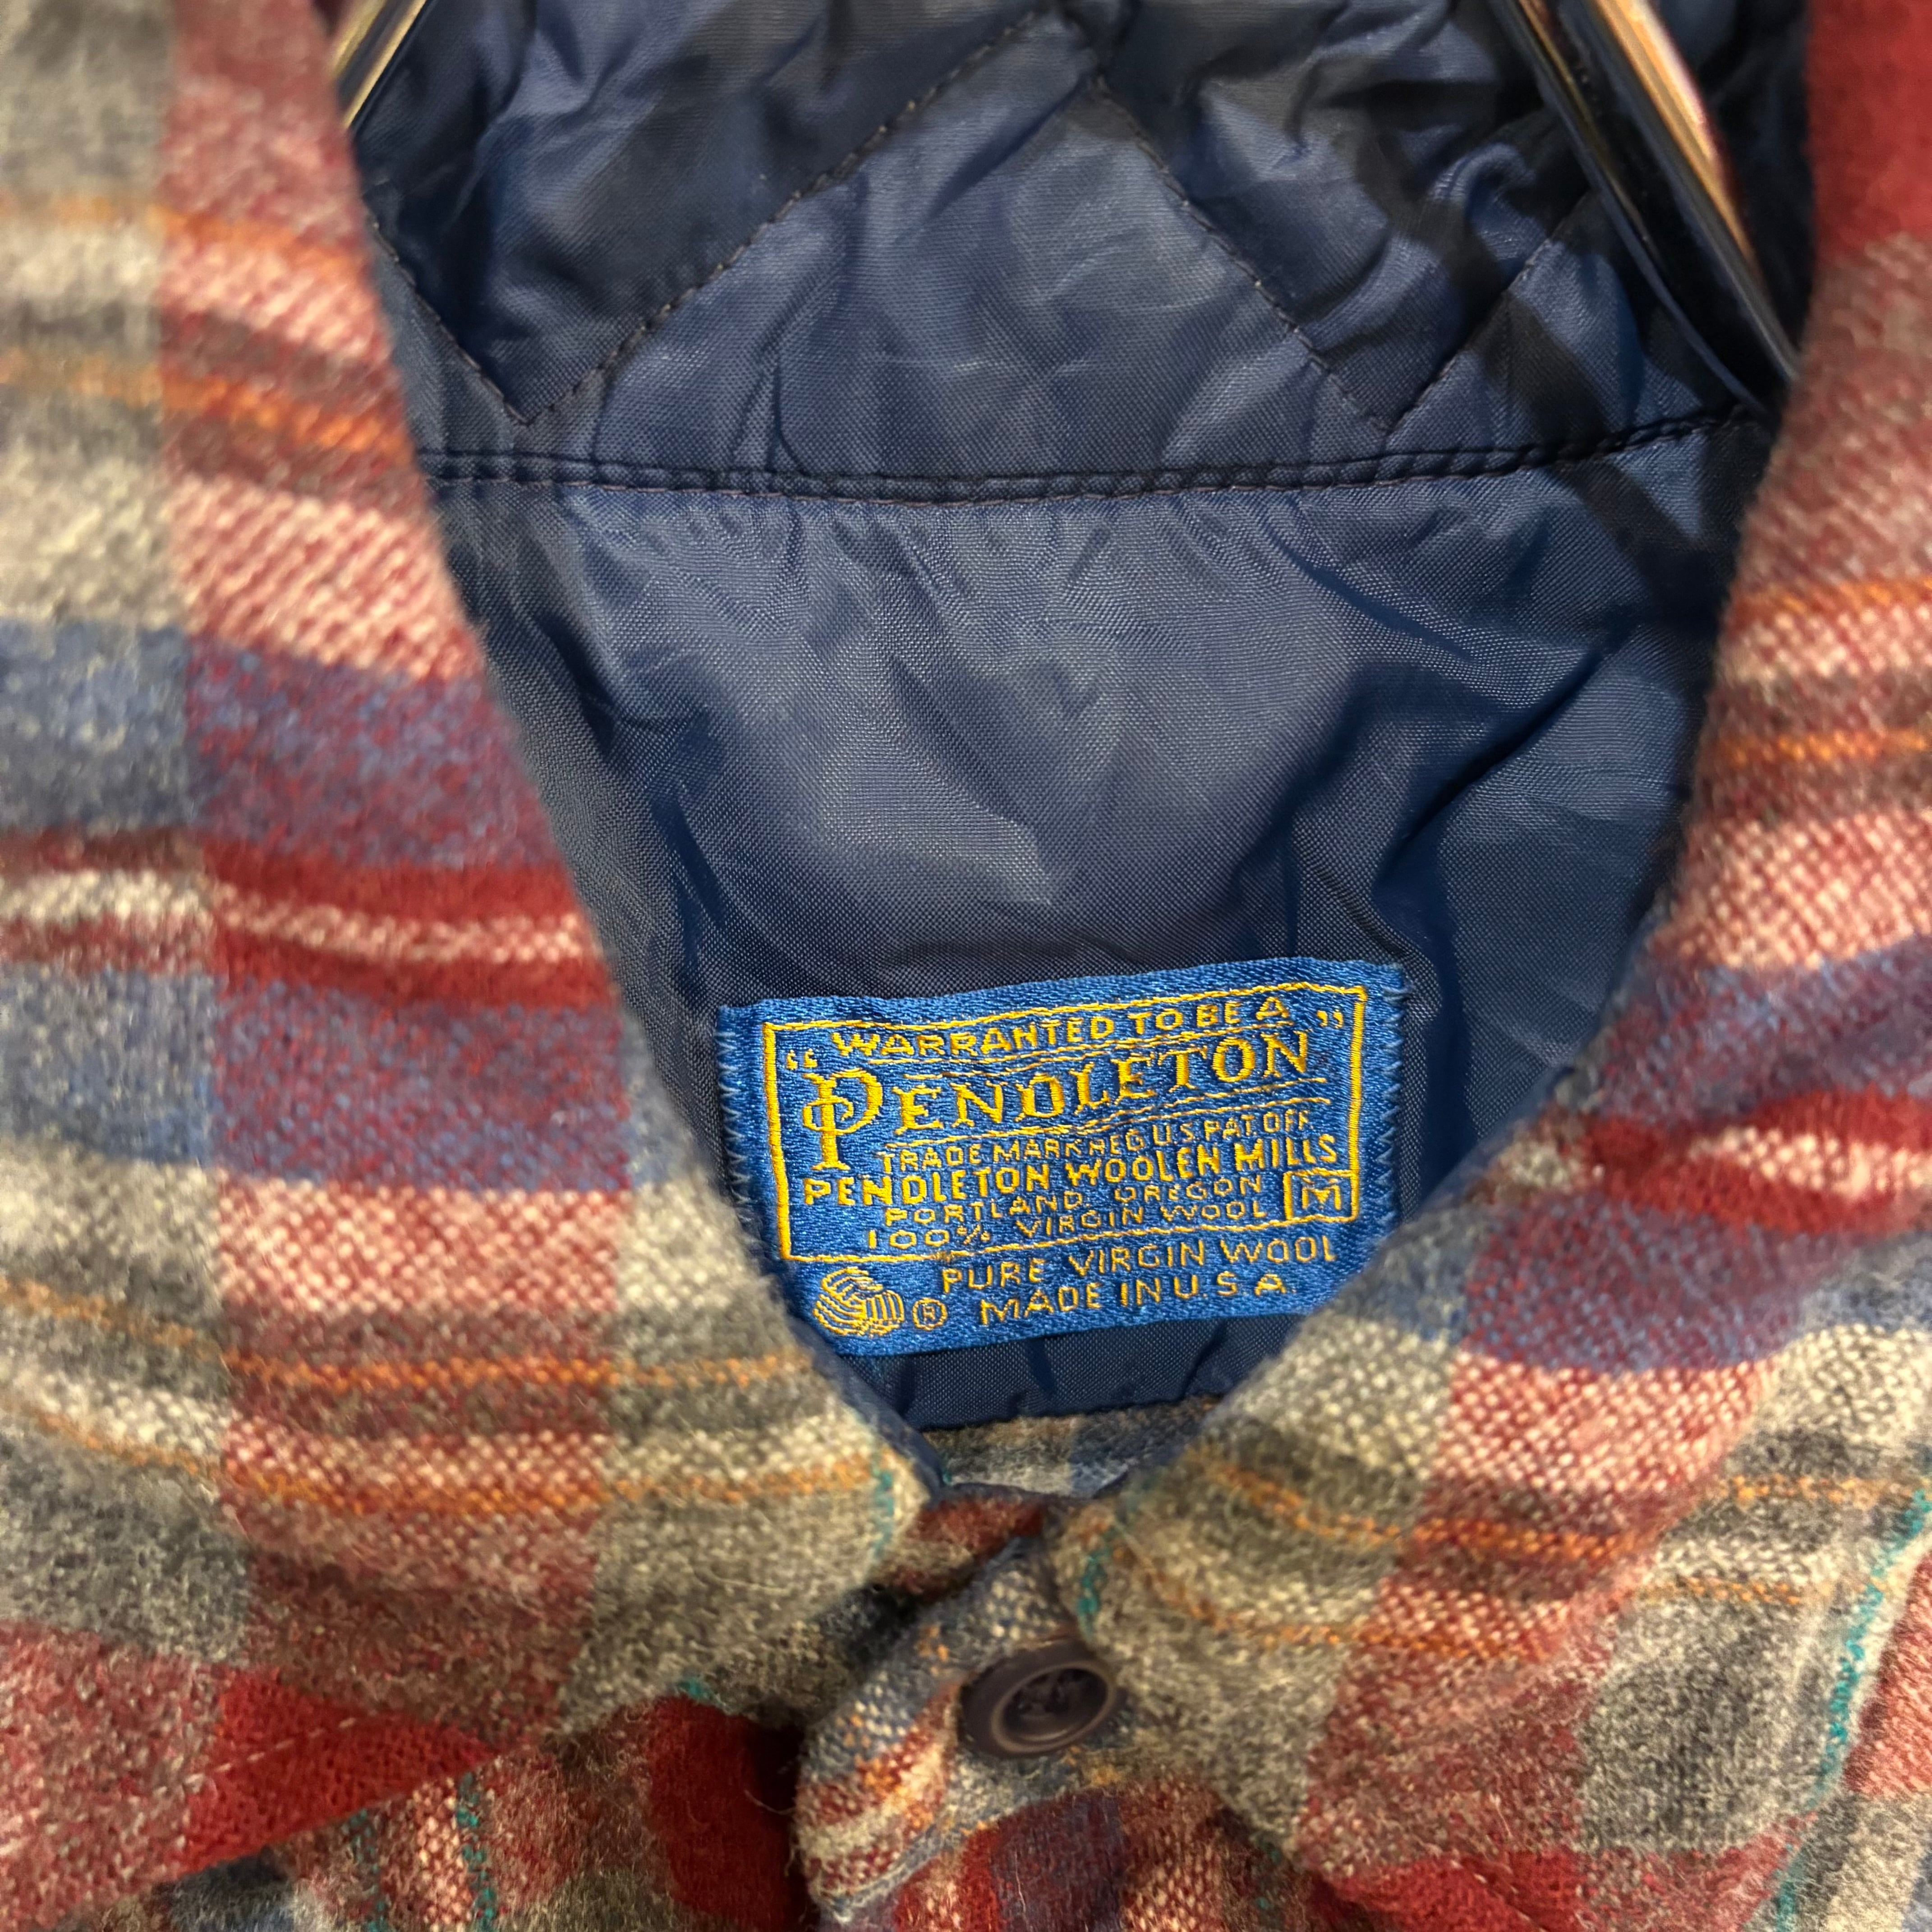 WARRANTED TO BE A
"PENDLETON"
TRADE MARK REG U.S. PAT. OFF.
PENDLETON WOOLEN MILLS
PORTLAND, OREGON
100% VIRGIN WOOL M
PURE VIRGIN WOOL
® MADE IN U.S.A.